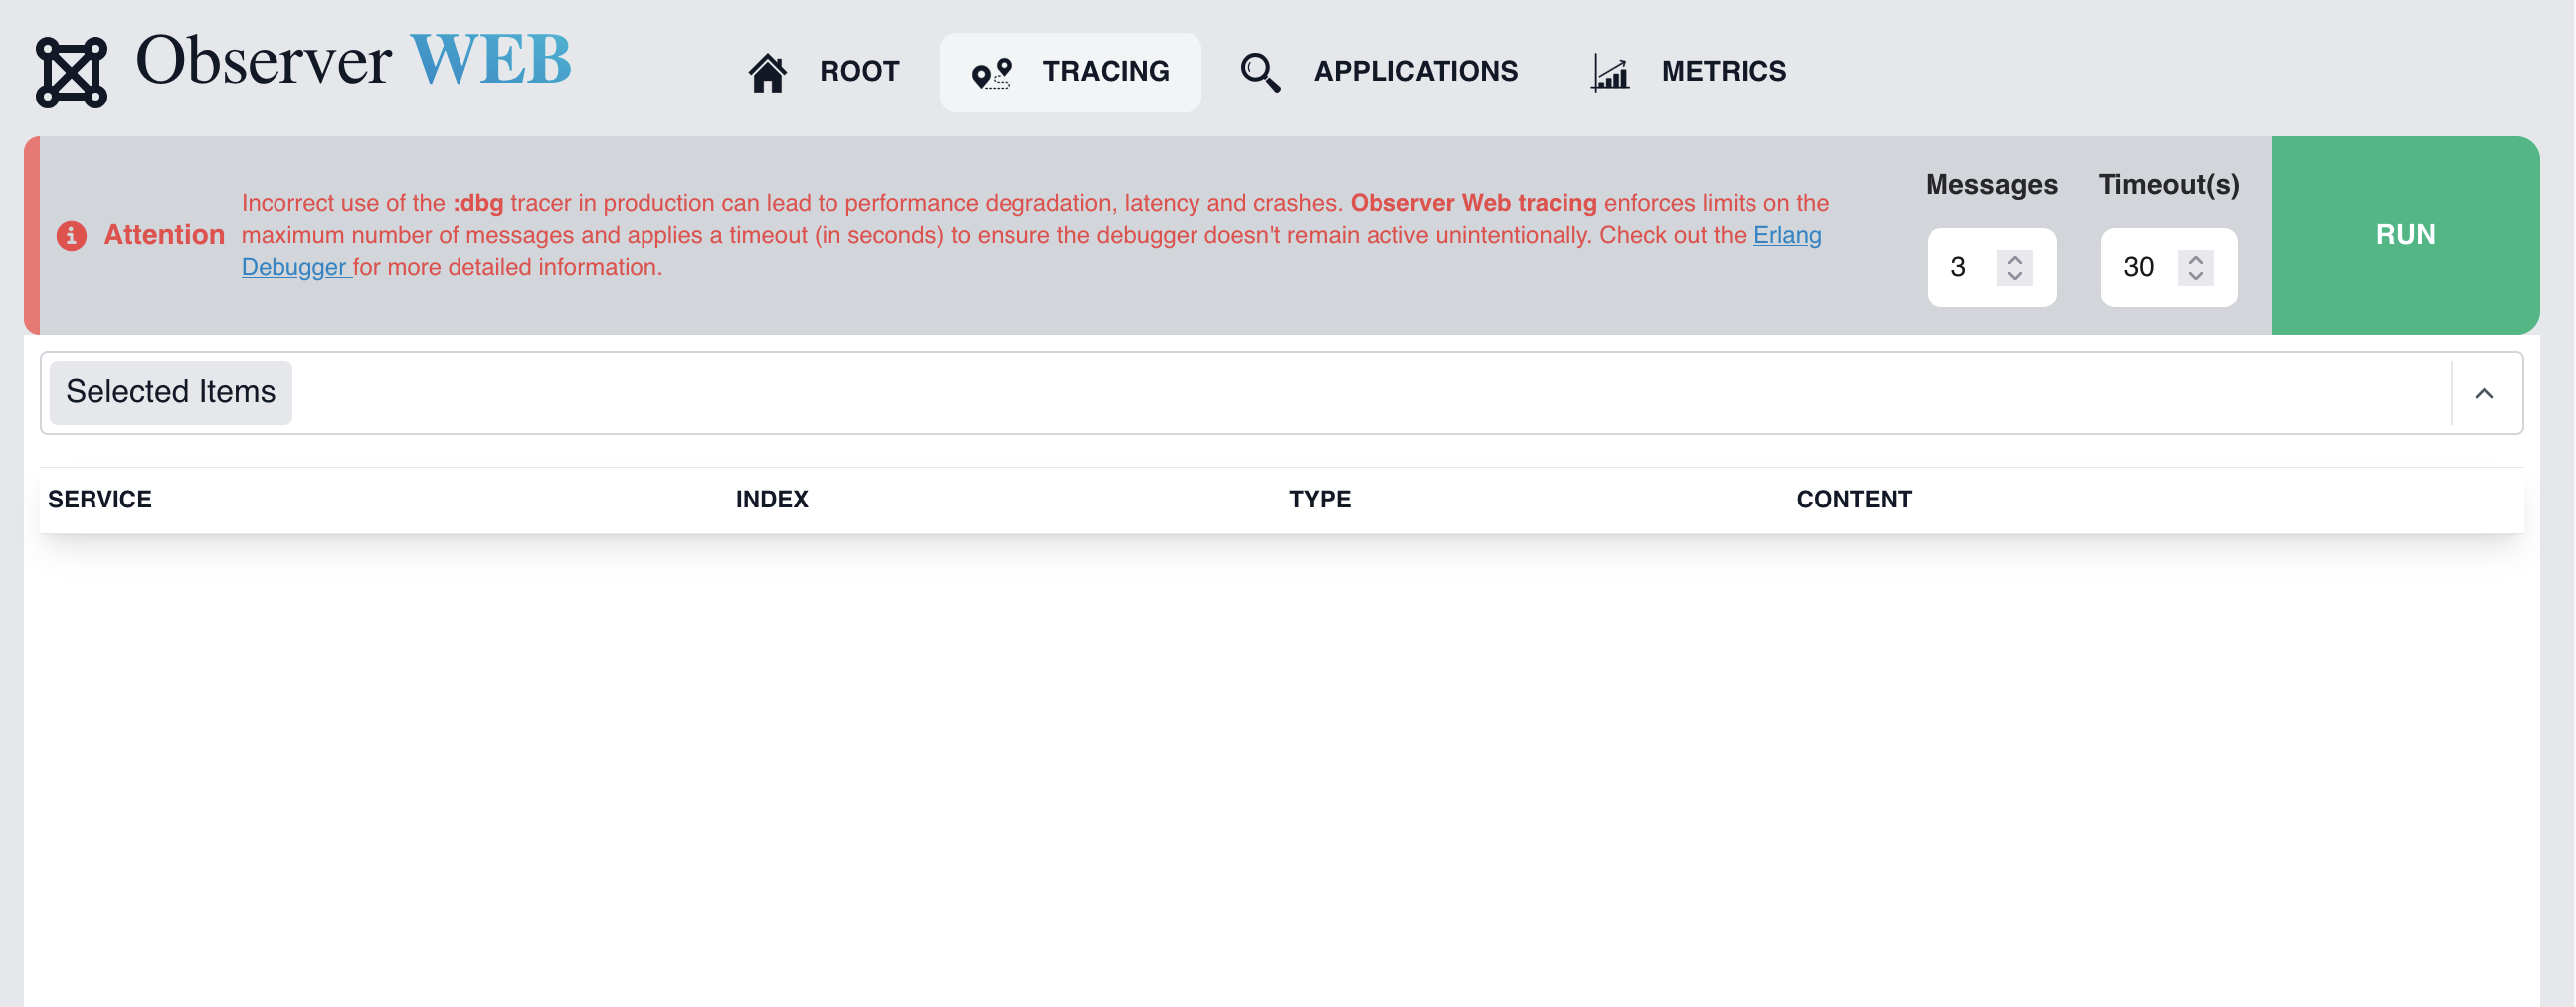 Observer WEB
ROOT
TRACING
APPLICATIONS
METRICS
Attention
Incorrect use of the :dbg tracer in production can lead to performance degradation, latency and crashes. Observer Web tracing enforces limits on the
maximum number of messages and applies a timeout (in seconds) to ensure the debugger doesn't remain active unintentionally. Check out the Erlang
Debugger for more detailed information.
Messages
Timeout(s)
3
30
RUN
Selected Items
SERVICE
INDEX
TYPE
CONTENT